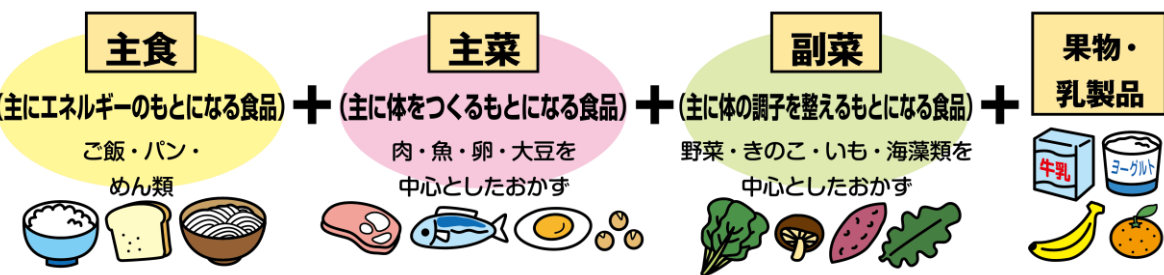 主食
(主にエネルギーのもとになる食品)
ご飯・パン・
めん類
+
主菜
(主に体をつくるもとになる食品)
肉・魚・卵・大豆を
中心としたおかず
+
副菜
(主に体の調子を整えるもとになる食品)
野菜・きのこ・いも・海藻類を
中心としたおかず
+
果物・
乳製品
牛乳
ヨーグルト